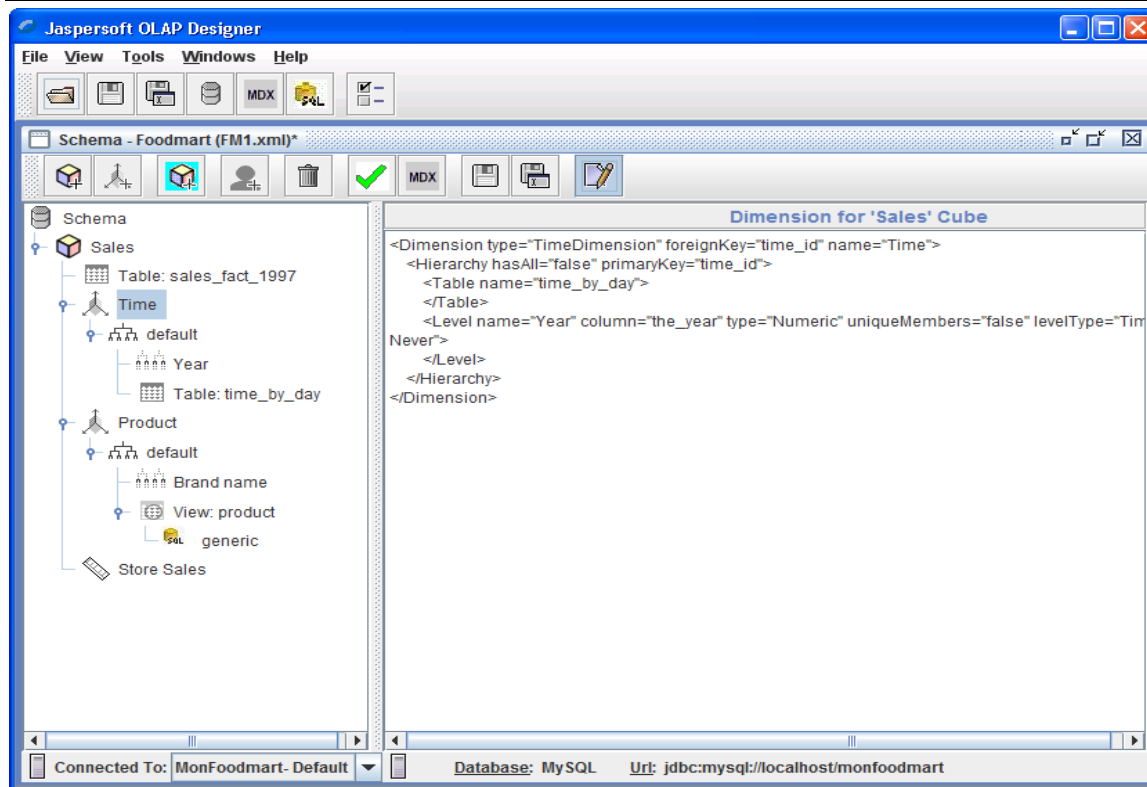 Jaspersoft OLAP Designer
File View Tools Windows Help
MDX SQL
Schema - Foodmart (FM1.xml)*
MDX
Schema
Sales
Table: sales_fact_1997
Time
default
Year
Table: time_by_day
Product
default
Brand name
View: product
SQL generic
Store Sales
Dimension for 'Sales' Cube
<Dimension type="TimeDimension" foreignKey="time_id" name="Time">
<Hierarchy hasAll="false" primaryKey="time_id">
<Table name="time_by_day">
</Table>
<Level name="Year" column="the_year" type="Numeric" uniqueMembers="false" levelType="Tim
Never">
</Level>
</Hierarchy>
</Dimension>
Connected To: MonFoodmart- Default Database: MySQL Url: jdbc:mysql://localhost/monfoodmart